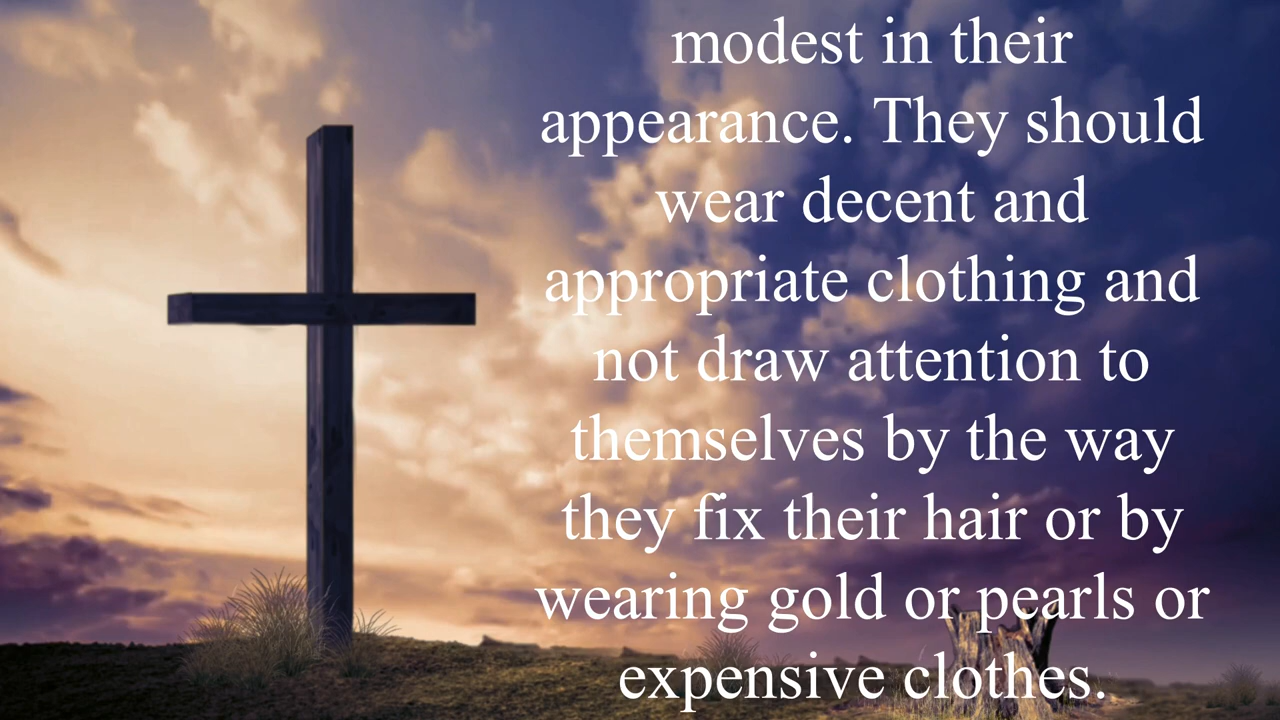 modest in their
appearance. They should
wear decent and
appropriate clothing and
not draw attention to
themselves by the way
they fix their hair or by
wearing gold or pearls or
expensive clothes.